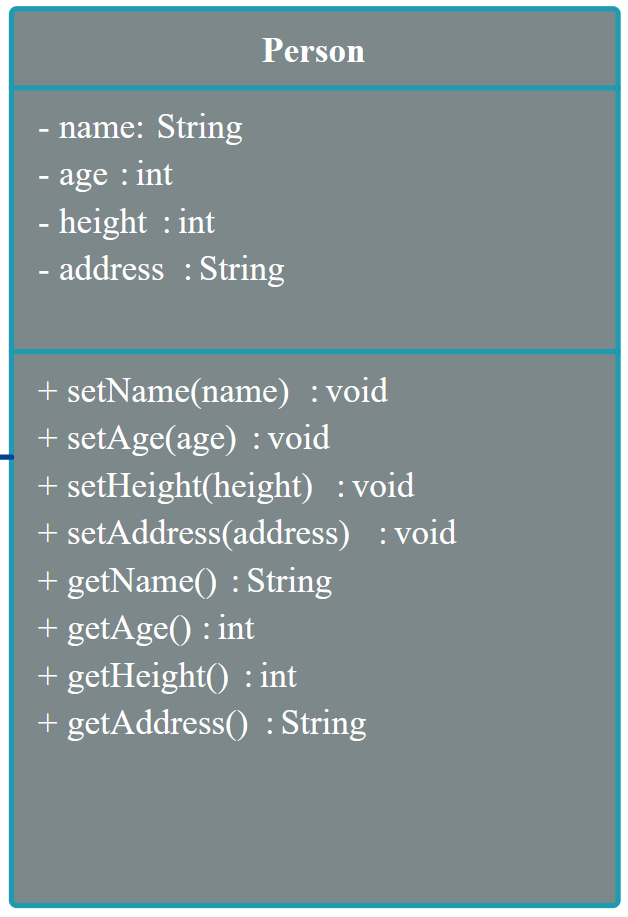 Person
- name: String
- age : int
- height : int
- address : String
+ setName(name) : void
+ setAge(age) : void
+ setHeight(height) : void
+ setAddress(address) : void
+ getName() : String
+ getAge() : int
+ getHeight() : int
+ getAddress() : String